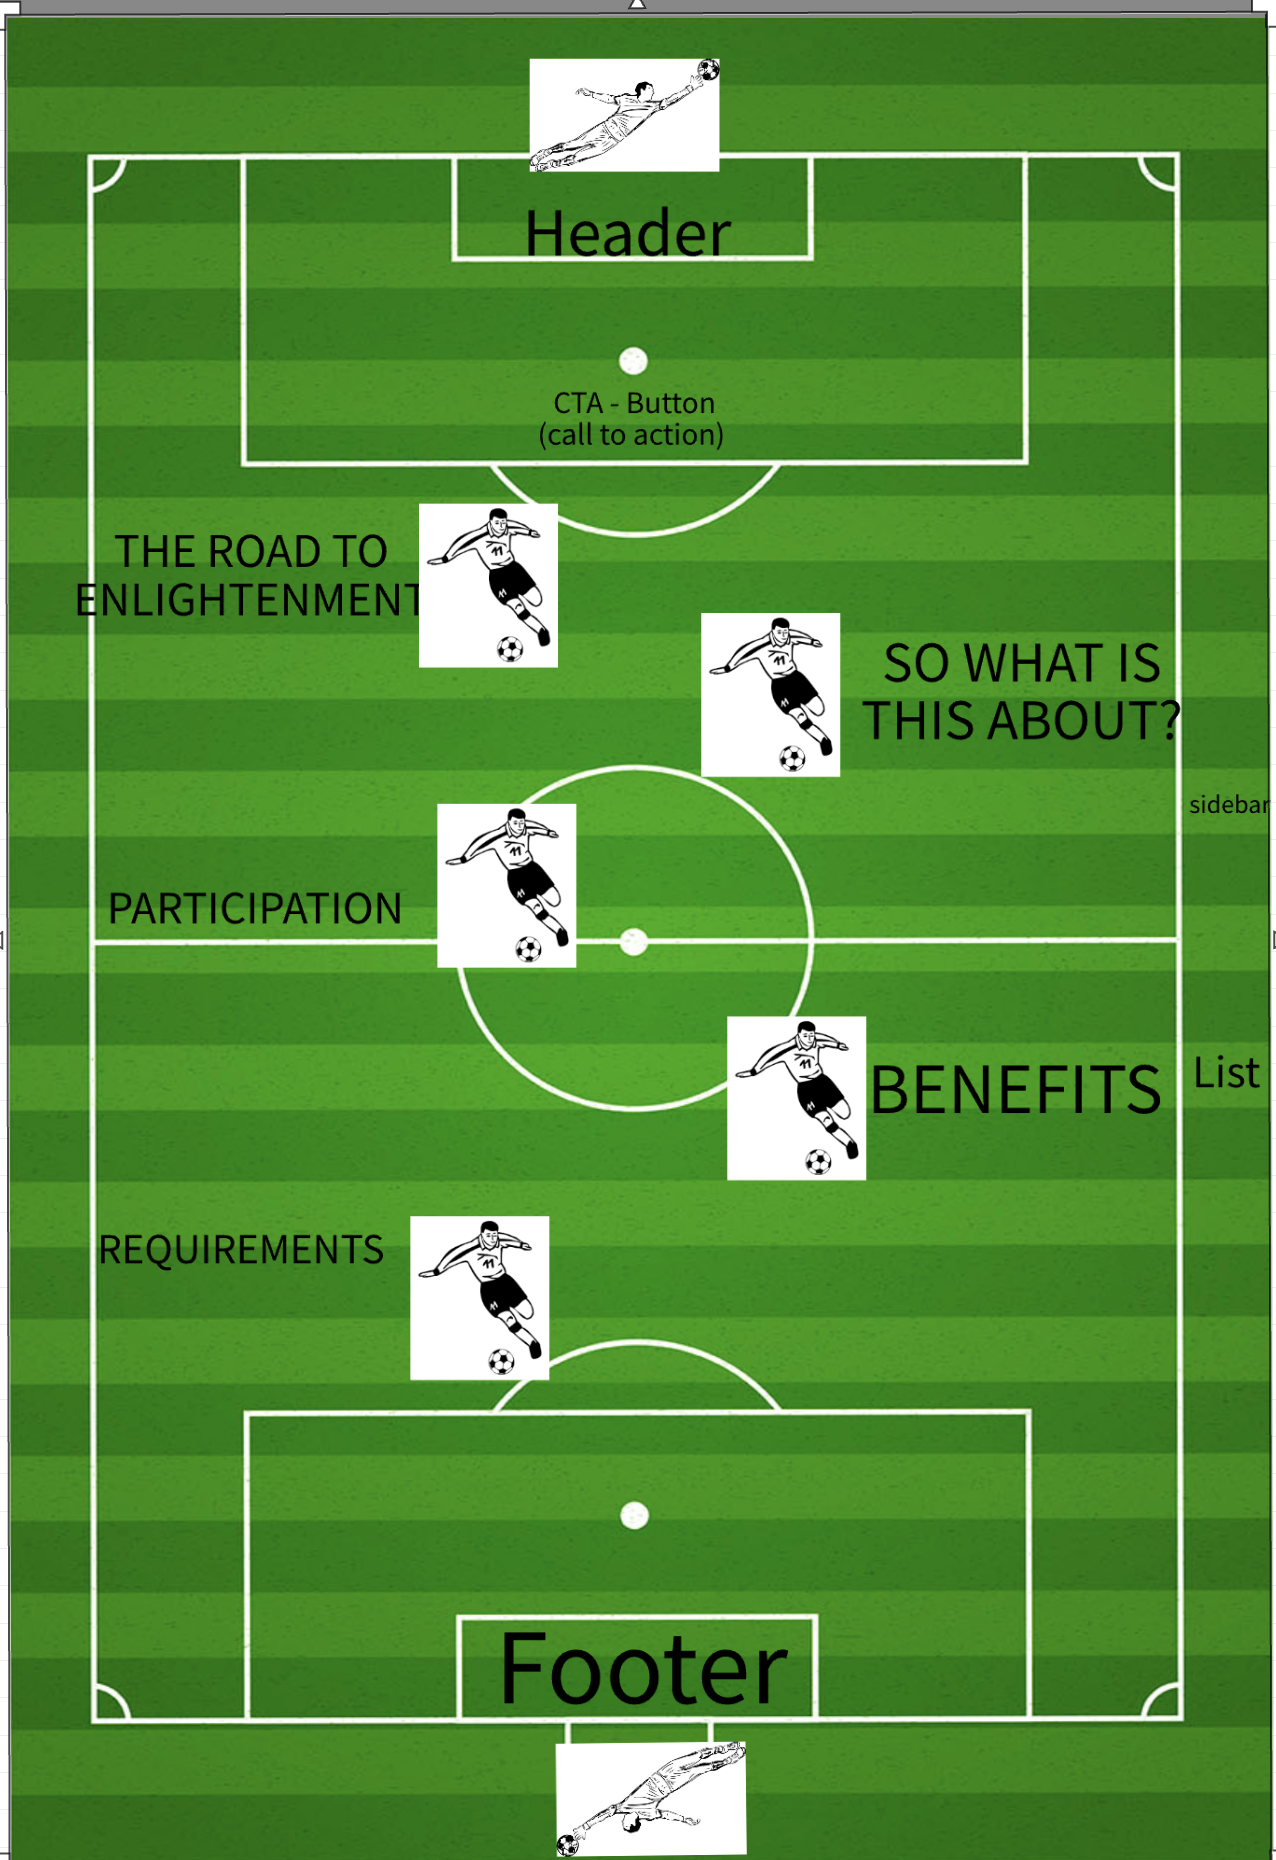 Header
CTA - Button
(call to action)
THE ROAD TO
ENLIGHTENMENT
SO WHAT IS
THIS ABOUT?
sidebar
PARTICIPATION
BENEFITS
List
REQUIREMENTS
Footer